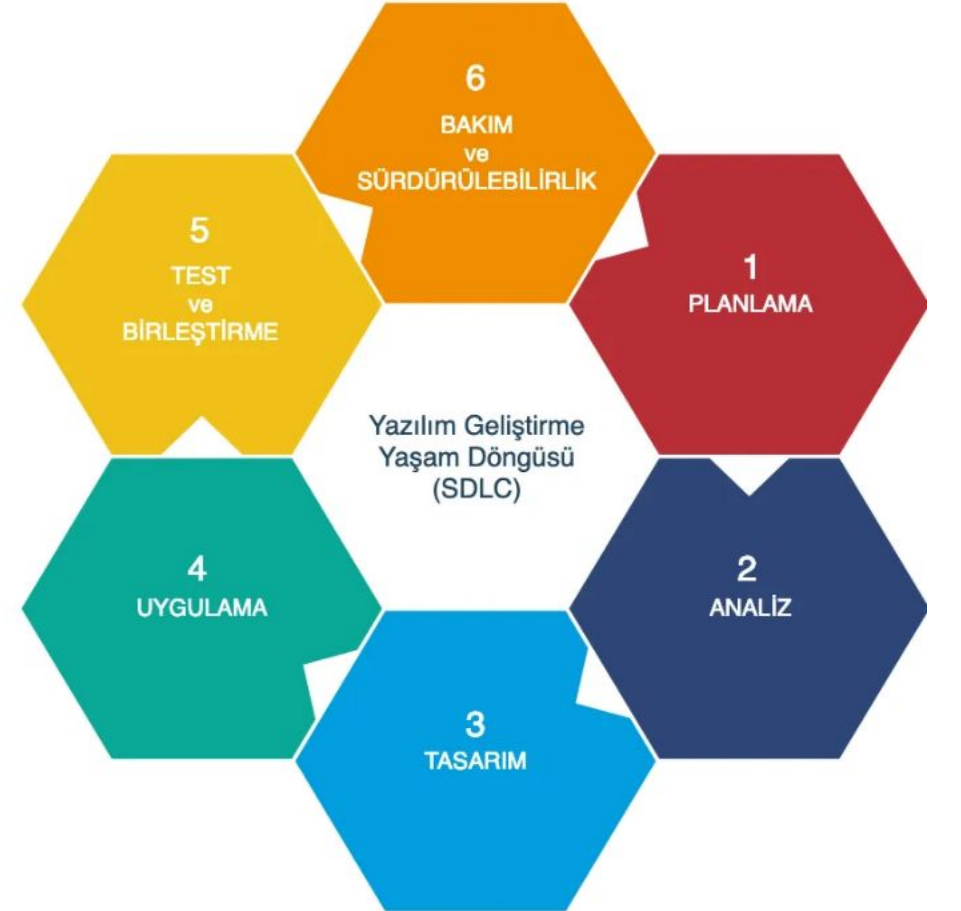 6
BAKIM
ve
SÜRDÜRÜLEBİLİRLİK
5
TEST
ve
BİRLEŞTİRME
1
PLANLAMA
Yazılım Geliştirme
Yaşam Döngüsü
(SDLC)
4
UYGULAMA
2
ANALİZ
3
TASARIM